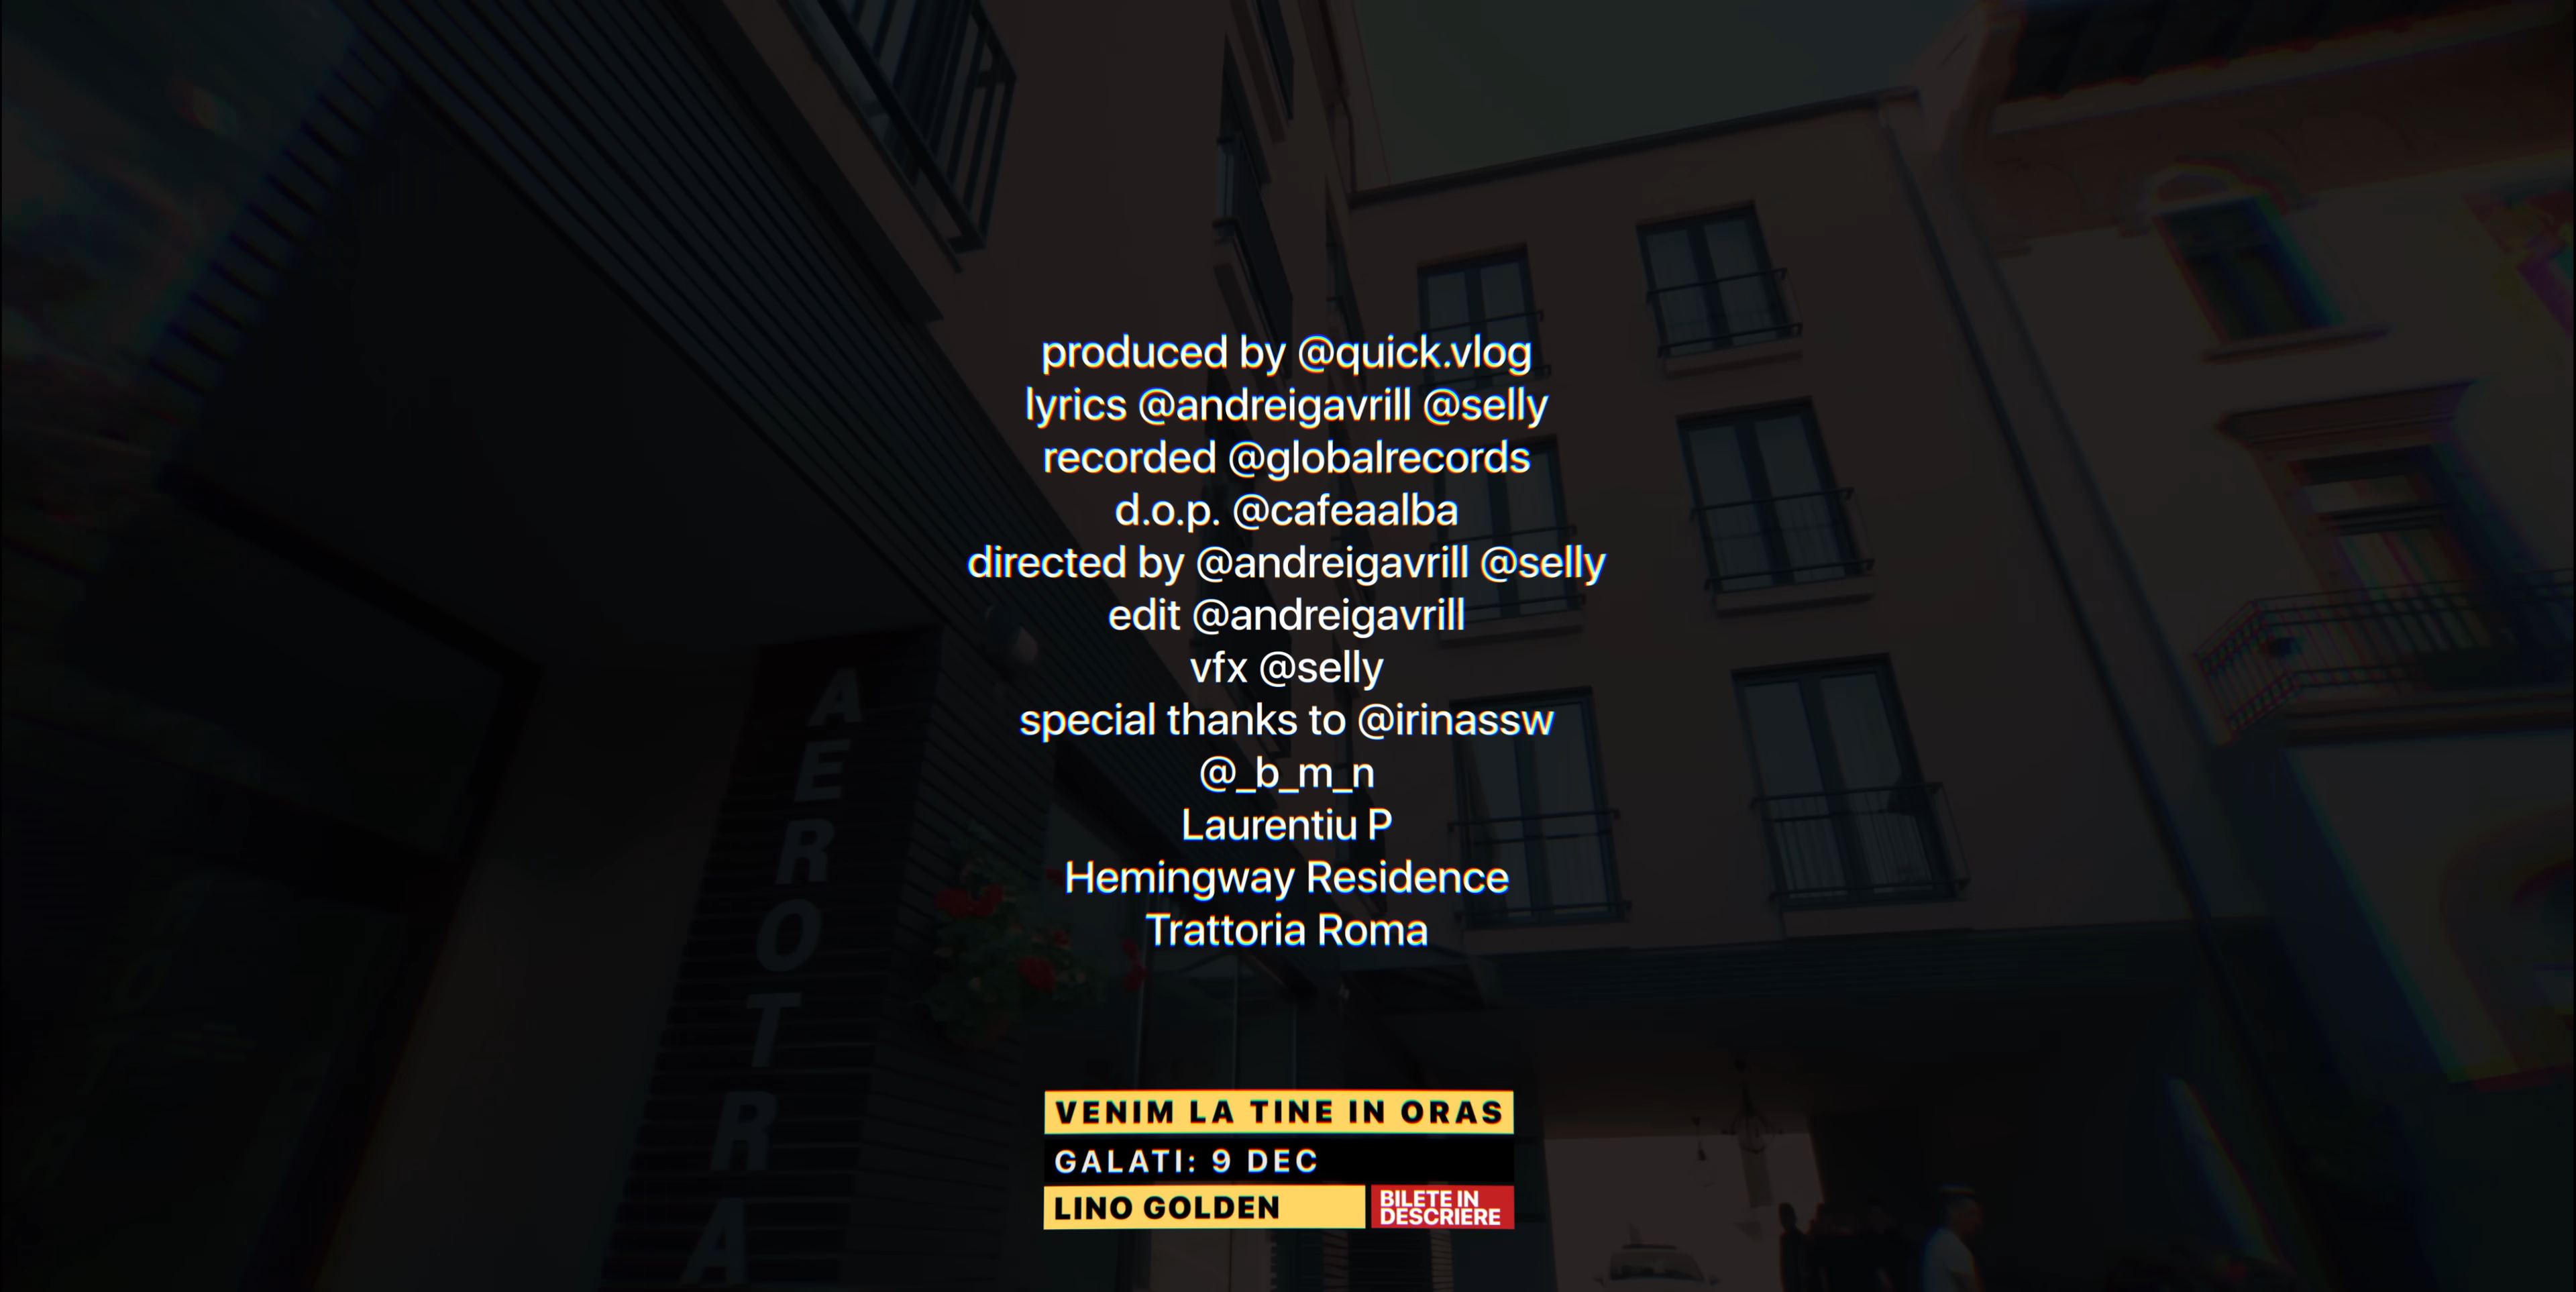 produced by @quick.vlog
lyrics @andreigavrill @selly
recorded @globalrecords
d.o.p. @cafeaalba
directed by @andreigavrill @selly
edit @andreigavrill
vfx @selly
special thanks to @irinassw
@_b_m_n
Laurentiu P
Hemingway Residence
Trattoria Roma
AEROTRA
VENIM LA TINE IN ORAS
GALATI: 9 DEC
LINO GOLDEN
BILETE IN
DESCRIERE